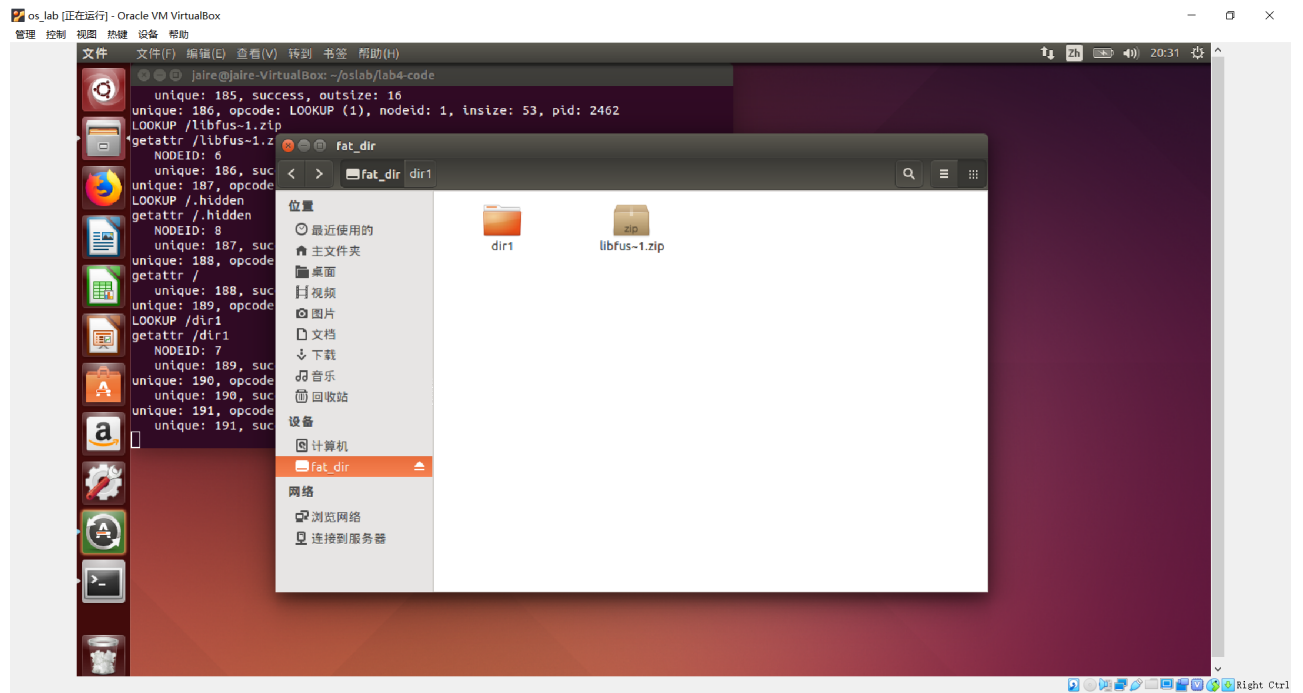 os_lab [正在运行] - Oracle VM VirtualBox
管理 控制 视图 热键 设备 帮助
文件 文件(F) 编辑(E) 查看(V) 转到 书签 帮助(H) Zh 20:31
jaire@jaire-VirtualBox: ~/oslab/lab4-code
unique: 185, success, outsize: 16
unique: 186, opcode: LOOKUP (1), nodeid: 1, insize: 53, pid: 2462
LOOKUP /libfus~1.zip
getattr /libfus~1.z
NODEID: 6
unique: 186, suc
unique: 187, opcode
LOOKUP /.hidden
getattr /.hidden
NODEID: 8
unique: 187, suc
unique: 188, opcode
getattr /
unique: 188, suc
unique: 189, opcode
LOOKUP /dir1
getattr /dir1
NODEID: 7
unique: 189, suc
unique: 190, opcode
unique: 190, suc
unique: 191, opcode
unique: 191, suc
fat_dir
fat_dir dir1
位置
最近使用的
主文件夹
桌面
视频
图片
文档
下载
音乐
回收站
设备
计算机
fat_dir
网络
浏览网络
连接到服务器
dir1
zip
libfus~1.zip
Right Ctrl